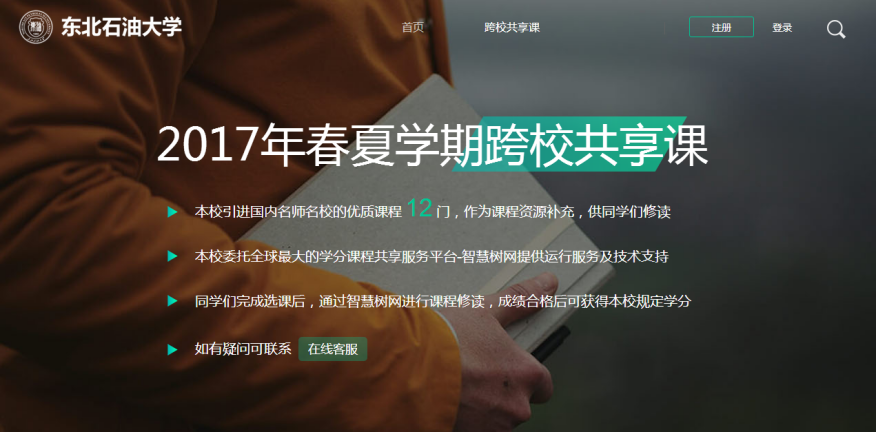 东北石油大学
首页 跨校共享课 注册 登录
2017年春夏学期跨校共享课
本校引进国内名师名校的优质课程 12 门，作为课程资源补充，供同学们修读
本校委托全球最大的学分课程共享服务平台-智慧树网提供运行服务及技术支持
同学们完成选课后，通过智慧树网进行课程修读，成绩合格后可获得本校规定学分
如有疑问可联系 在线客服